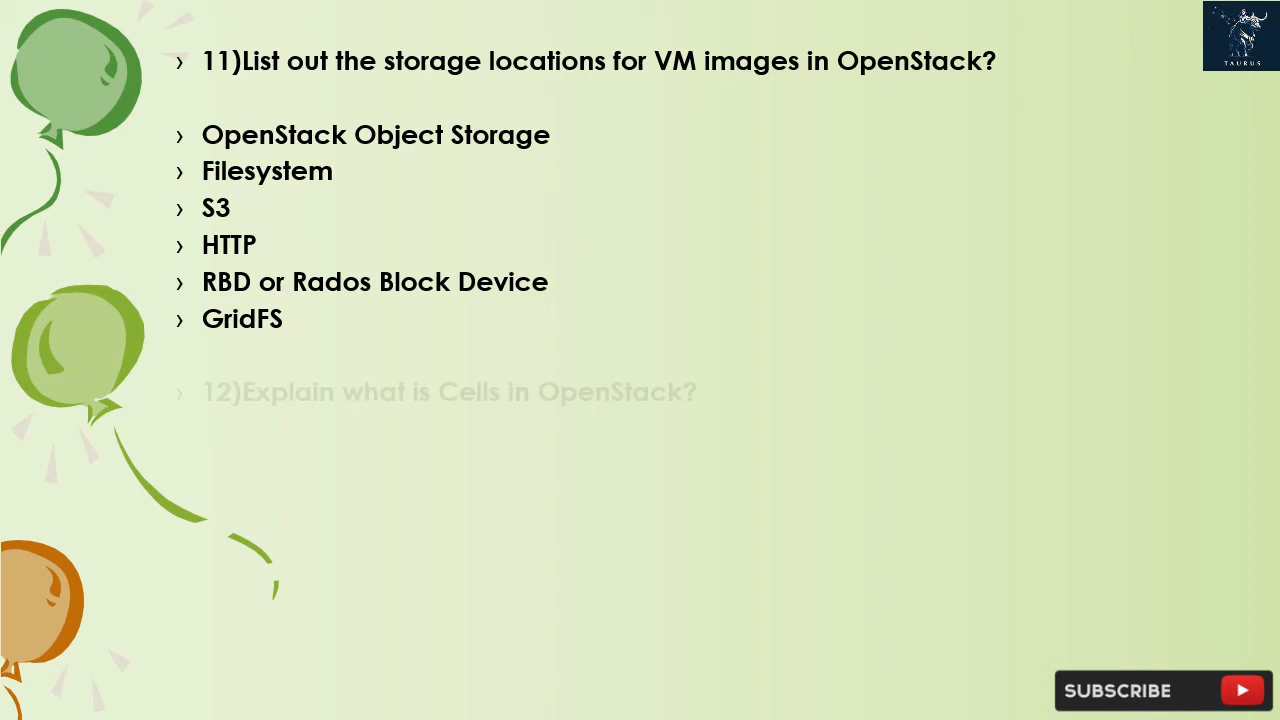 › 11)List out the storage locations for VM images in OpenStack?
› OpenStack Object Storage
› Filesystem
› S3
› HTTP
› RBD or Rados Block Device
› GridFS
› 12)Explain what is Cells in OpenStack?
TAURUS
SUBSCRIBE